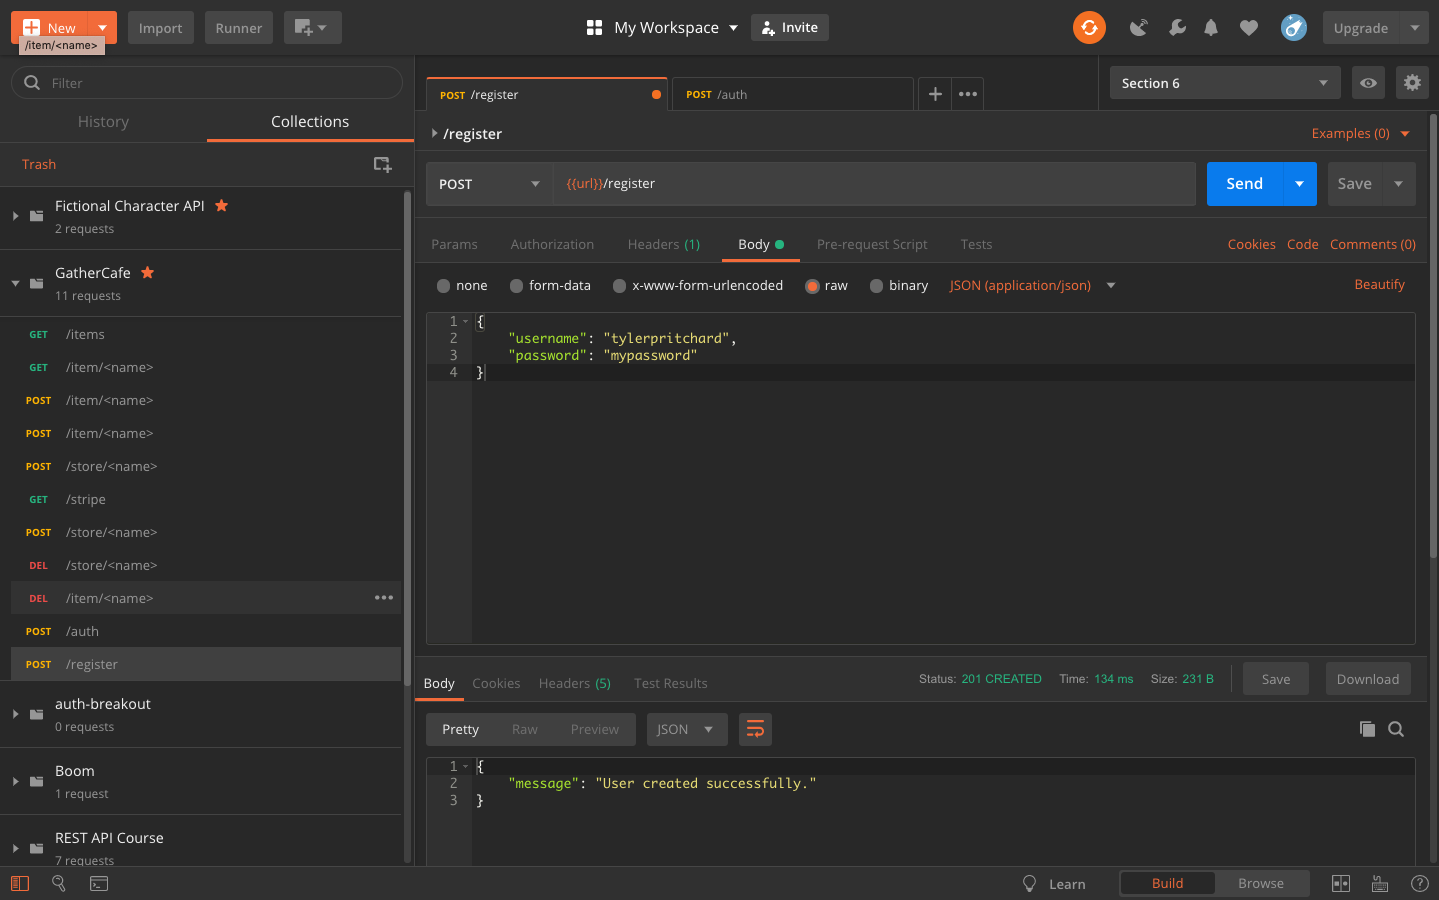 New Import Runner My Workspace Invite Upgrade
/item/<name>
Filter
History Collections
Trash
Fictional Character API
2 requests
GatherCafe
11 requests
GET /items
GET /item/<name>
POST /item/<name>
POST /item/<name>
POST /store/<name>
GET /stripe
POST /store/<name>
DEL /store/<name>
DEL /item/<name>
POST /auth
POST /register
auth-breakout
0 requests
Boom
1 request
REST API Course
7 requests
POST /register POST /auth
Section 6
/register Examples (0)
POST {{url}}/register Send Save
Params Authorization Headers (1) Body Pre-request Script Tests Cookies Code Comments (0)
none form-data x-www-form-urlencoded raw binary JSON (application/json) Beautify
1 {
2 "username": "tylerpritchard",
3 "password": "mypassword"
4 }
Body Cookies Headers (5) Test Results Status: 201 CREATED Time: 134 ms Size: 231 B Save Download
Pretty Raw Preview JSON
1 {
2 "message": "User created successfully."
3 }
Learn Build Browse